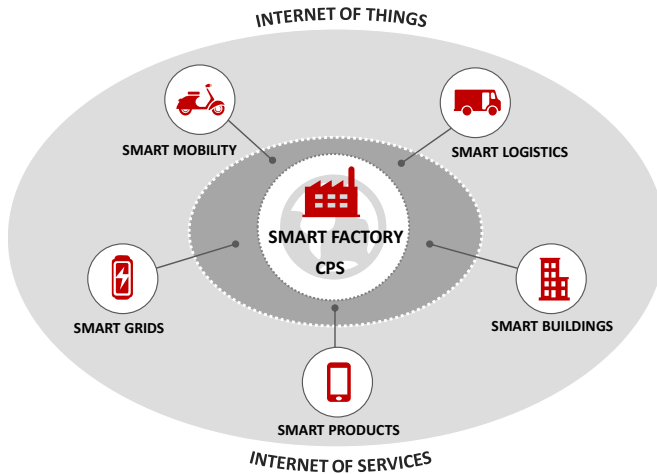 INTERNET OF THINGS
SMART MOBILITY
SMART LOGISTICS
SMART FACTORY
CPS
SMART GRIDS
SMART BUILDINGS
SMART PRODUCTS
INTERNET OF SERVICES